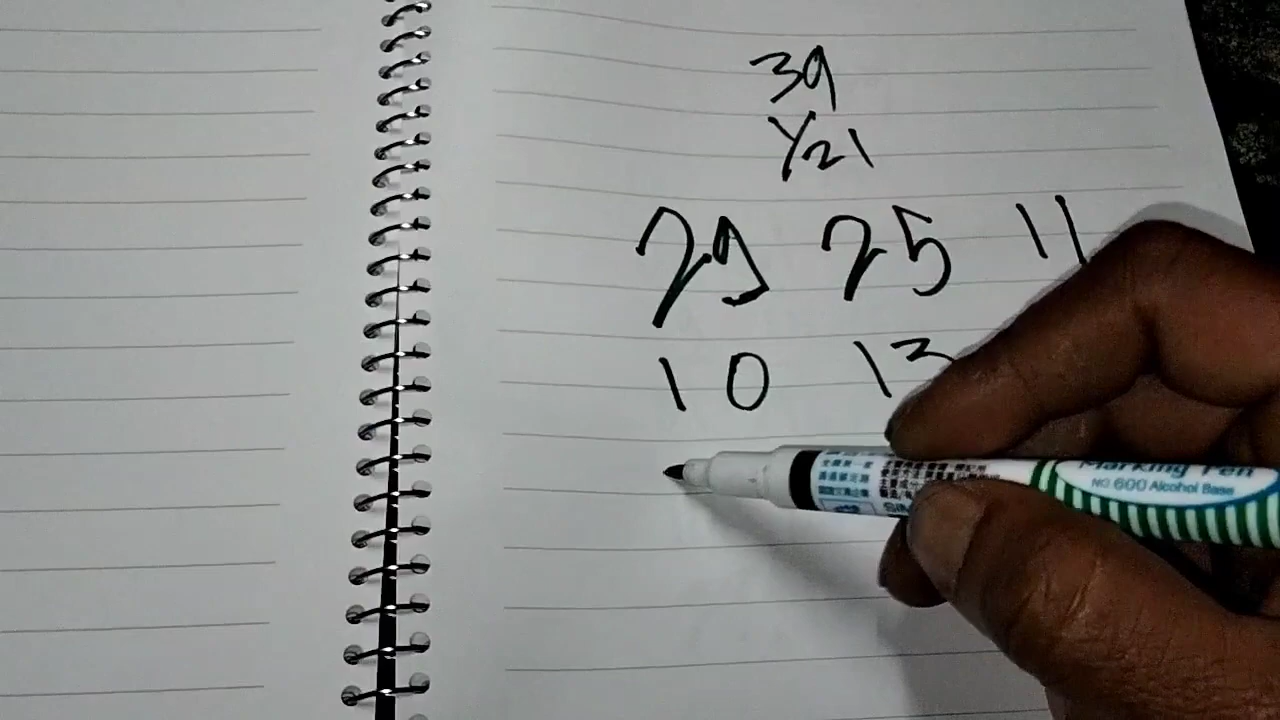 39
Y21
29 25 11
10 13
Marking Pen
NO 600 Alcohol Base